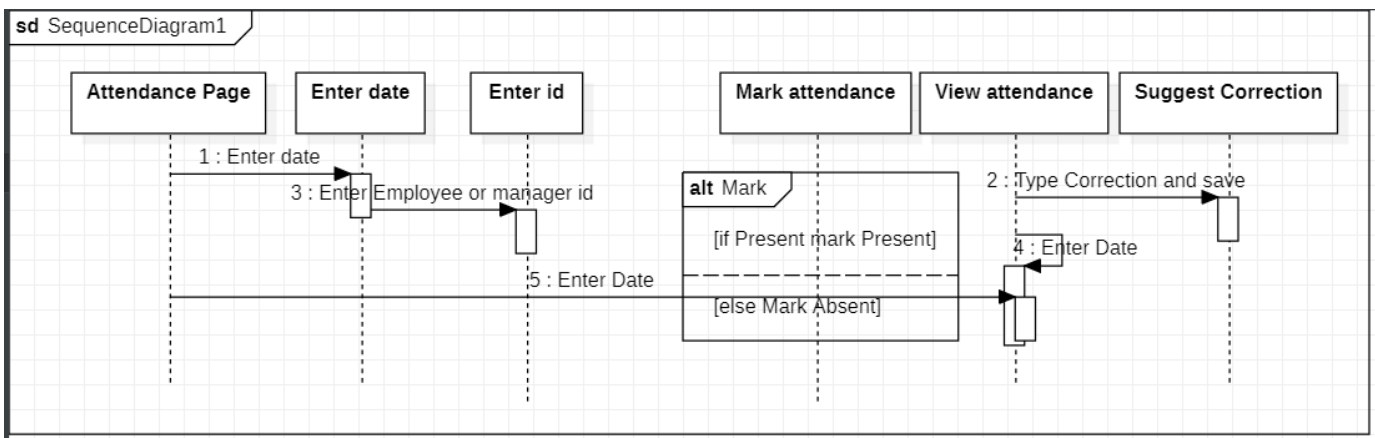 sd SequenceDiagram1
Attendance Page
Enter date
Enter id
Mark attendance
View attendance
Suggest Correction
1 : Enter date
3 : Enter Employee or manager id
alt Mark
2 : Type Correction and save
[if Present mark Present]
4 : Enter Date
5 : Enter Date
[else Mark Absent]